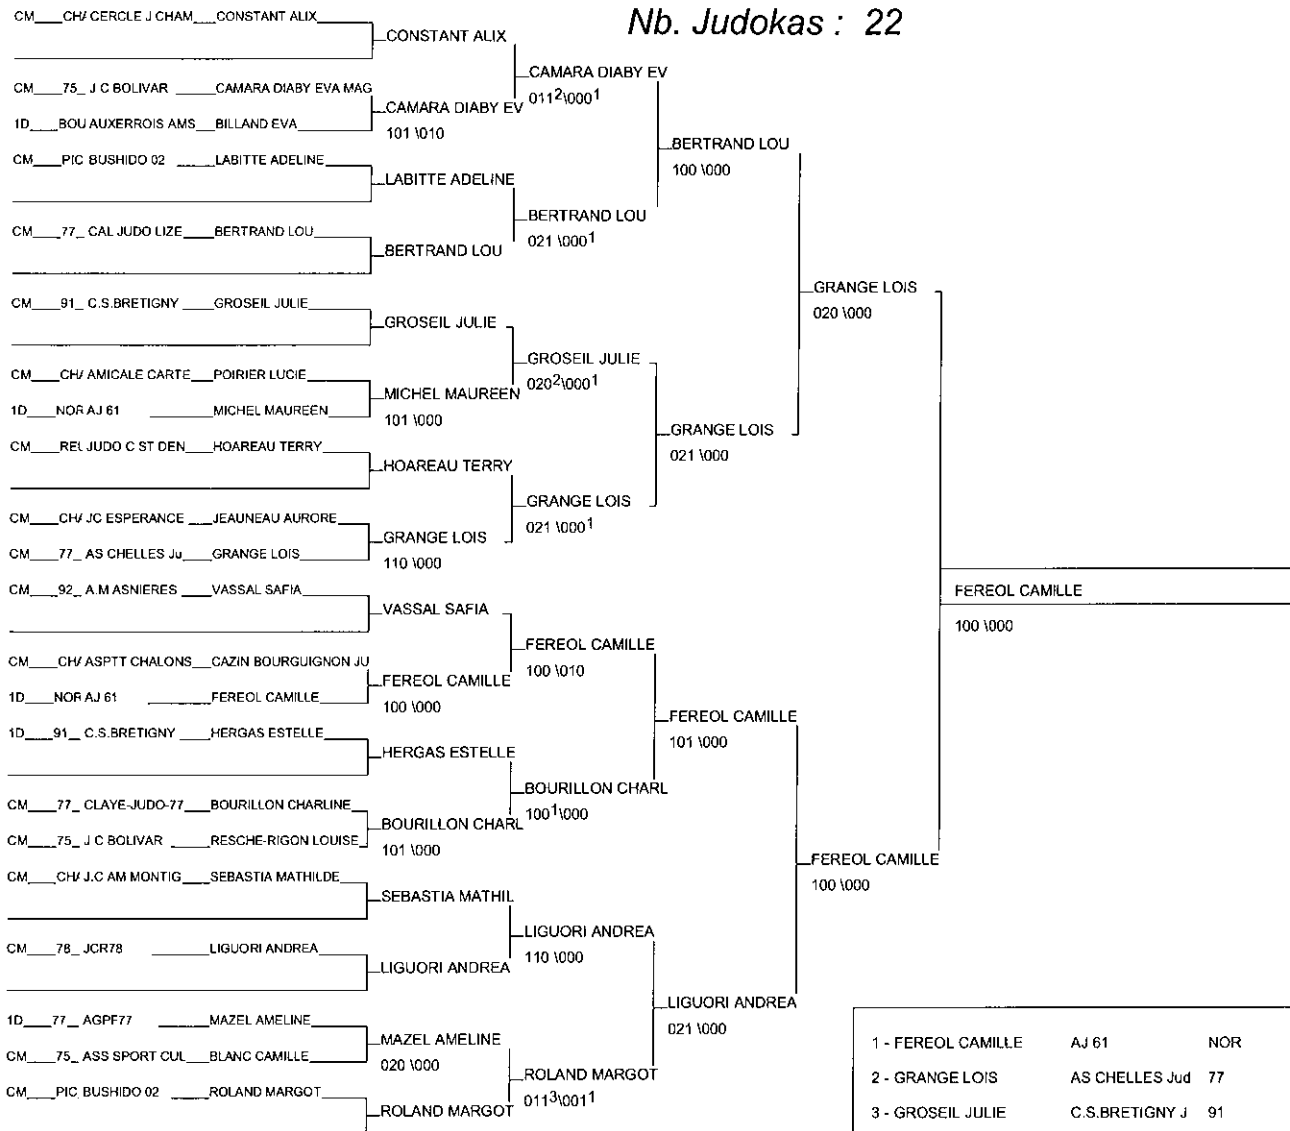 Nb. Judokas : 22
CM CH/ CERCLE J CHAM CONSTANT ALIX
CONSTANT ALIX
CAMARA DIABY EV
011²\000¹
CM 75_ J C BOLIVAR CAMARA DIABY EVA MAG
CAMARA DIABY EV
101 \010
1D BOU AUXERROIS AMS BILLAND EVA
BERTRAND LOU
100 \000
CM PIC BUSHIDO 02 LABITTE ADELINE
LABITTE ADELINE
BERTRAND LOU
021 \000¹
CM 77_ CAL JUDO LIZE BERTRAND LOU
BERTRAND LOU
GRANGE LOIS
020 \000
CM 91_ C.S.BRETIGNY GROSEIL JULIE
GROSEIL JULIE
GROSEIL JULIE
020²\000¹
CM CH/ AMICALE CARTE POIRIER LUCIE
MICHEL MAUREEN
101 \000
1D NOR AJ 61 MICHEL MAUREEN
GRANGE LOIS
021 \000
CM REL JUDO C ST DEN HOAREAU TERRY
HOAREAU TERRY
GRANGE LOIS
021 \000¹
CM CH/ JC ESPERANCE JEAUNEAU AURORE
GRANGE LOIS
110 \000
CM 77_ AS CHELLES Ju GRANGE LOIS
FEREOL CAMILLE
100 \000
CM 92_ A.M ASNIERES VASSAL SAFIA
VASSAL SAFIA
FEREOL CAMILLE
100 \010
CM CH/ ASPTT CHALONS CAZIN BOURGUIGNON JU
FEREOL CAMILLE
100 \000
1D NOR AJ 61 FEREOL CAMILLE
FEREOL CAMILLE
101 \000
1D 91_ C.S.BRETIGNY HERGAS ESTELLE
HERGAS ESTELLE
BOURILLON CHARL
100¹\000
CM 77_ CLAYE-JUDO-77 BOURILLON CHARLINE
BOURILLON CHARL
101 \000
CM 75_ J C BOLIVAR RESCHE-RIGON LOUISE
FEREOL CAMILLE
100 \000
CM CH/ J.C AM MONTIG SEBASTIA MATHILDE
SEBASTIA MATHIL
LIGUORI ANDREA
110 \000
CM 78_ JCR78 LIGUORI ANDREA
LIGUORI ANDREA
LIGUORI ANDREA
021 \000
1D 77_ AGPF77 MAZEL AMELINE
MAZEL AMELINE
020 \000
CM 75_ ASS SPORT CUL BLANC CAMILLE
ROLAND MARGOT
011³\001¹
CM PIC BUSHIDO 02 ROLAND MARGOT
ROLAND MARGOT
1 - FEREOL CAMILLE AJ 61 NOR
2 - GRANGE LOIS AS CHELLES Jud 77
3 - GROSEIL JULIE C.S.BRETIGNY J 91